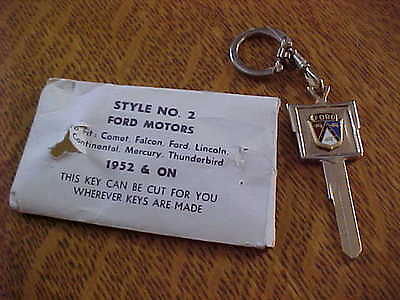 STYLE NO. 2
FORD MOTORS
Comet, Falcon, Ford, Lincoln,
Continental, Mercury, Thunderbird
1952 & ON
THIS KEY CAN BE CUT FOR YOU
WHEREVER KEYS ARE MADE
FORD